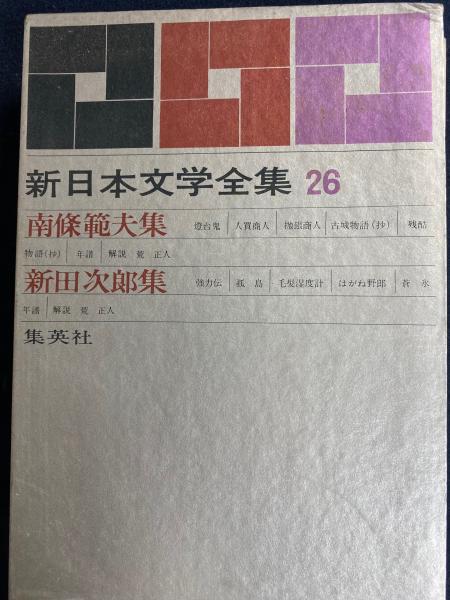 新日本文学全集 26
南條範夫集 燈台鬼 人買商人 抛銀商人 古城物語(抄) 残酷
物語(抄) 年譜 解説 荒 正人
新田次郎集 強力伝 孤 島 毛髪湿度計 はがね野郎 蒼 氷
年譜 解説 荒 正人
集英社